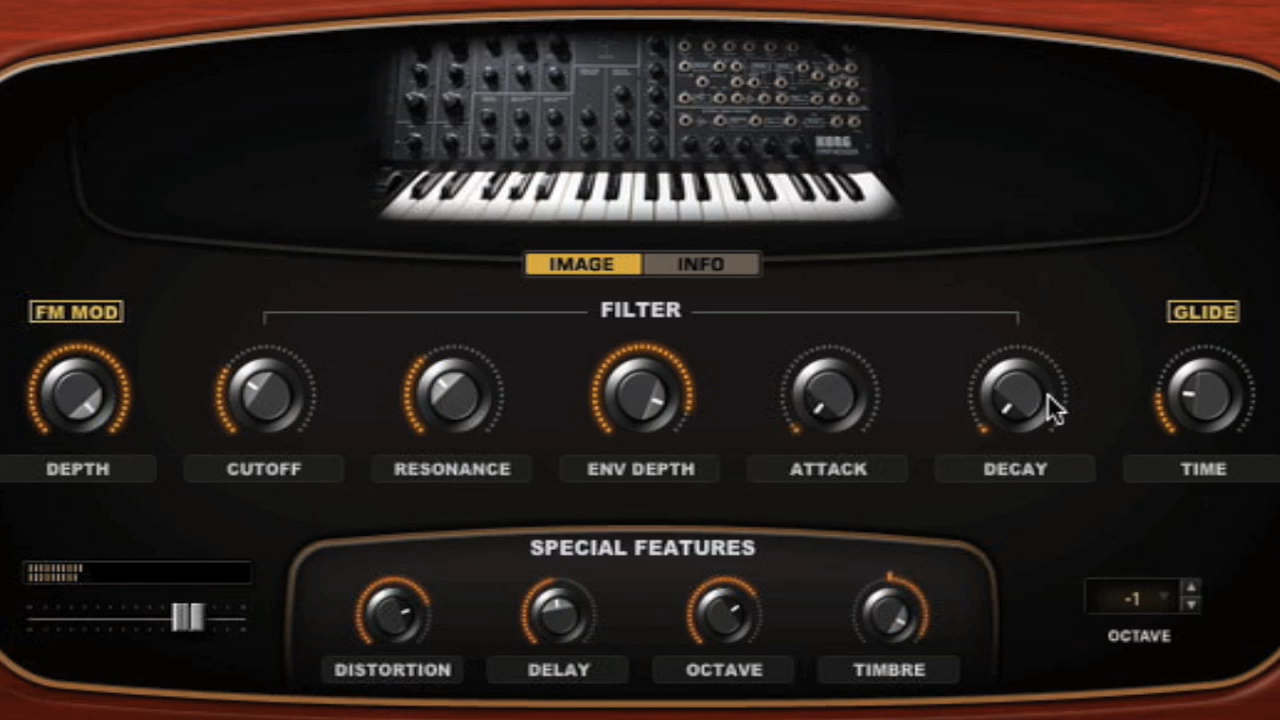 KORG
IMAGE INFO
FM MOD
FILTER
GLIDE
DEPTH
CUTOFF
RESONANCE
ENV DEPTH
ATTACK
DECAY
TIME
SPECIAL FEATURES
-1
OCTAVE
DISTORTION
DELAY
OCTAVE
TIMBRE